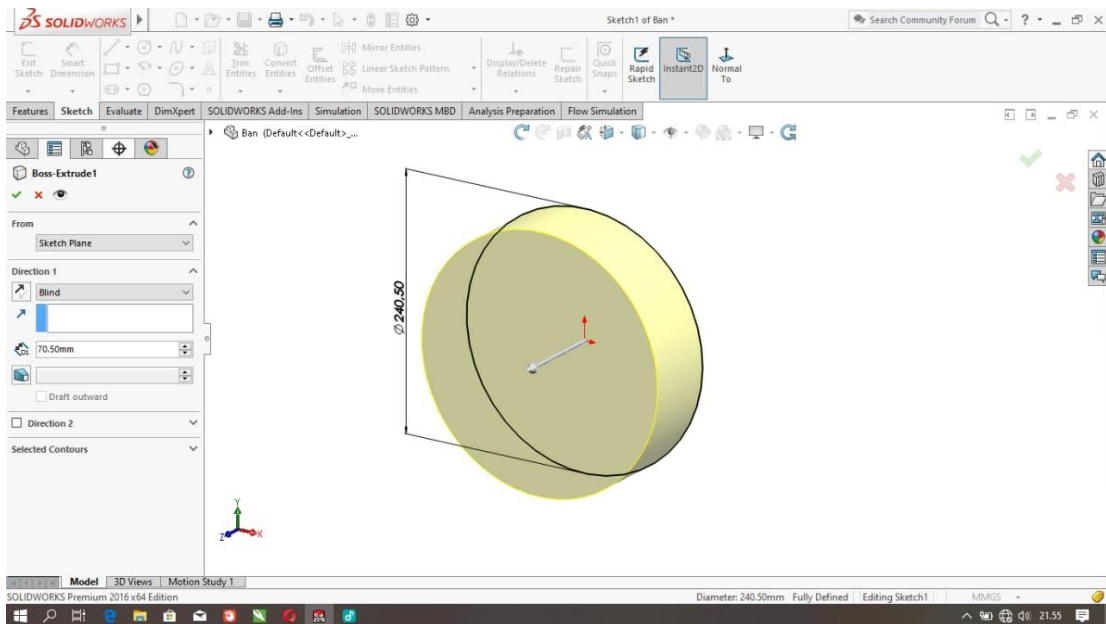 SOLIDWORKS
Sketch1 of Ban *
Search Community Forum
Exit Sketch
Smart Dimension
Trim Entities
Convert Entities
Offset Entities
Mirror Entities
Linear Sketch Pattern
Move Entities
Display/Delete Relations
Repair Sketch
Quick Snaps
Rapid Sketch
Instant2D
Normal To
Features Sketch Evaluate DimXpert SOLIDWORKS Add-Ins Simulation SOLIDWORKS MBD Analysis Preparation Flow Simulation
Ban (Default<<Default>_...
Boss-Extrude1
From
Sketch Plane
Direction 1
Blind
70.50mm
Draft outward
Direction 2
Selected Contours
Ø240.50
Y
Z X
Model 3D Views Motion Study 1
SOLIDWORKS Premium 2016 x64 Edition
Diameter: 240.50mm Fully Defined Editing Sketch1 MMGS
21.55